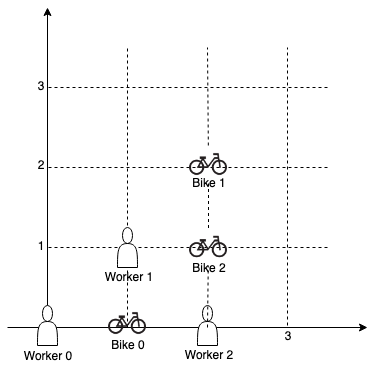 3
2
Bike 1
1
Bike 2
Worker 1
3
Bike 0
Worker 0
Worker 2